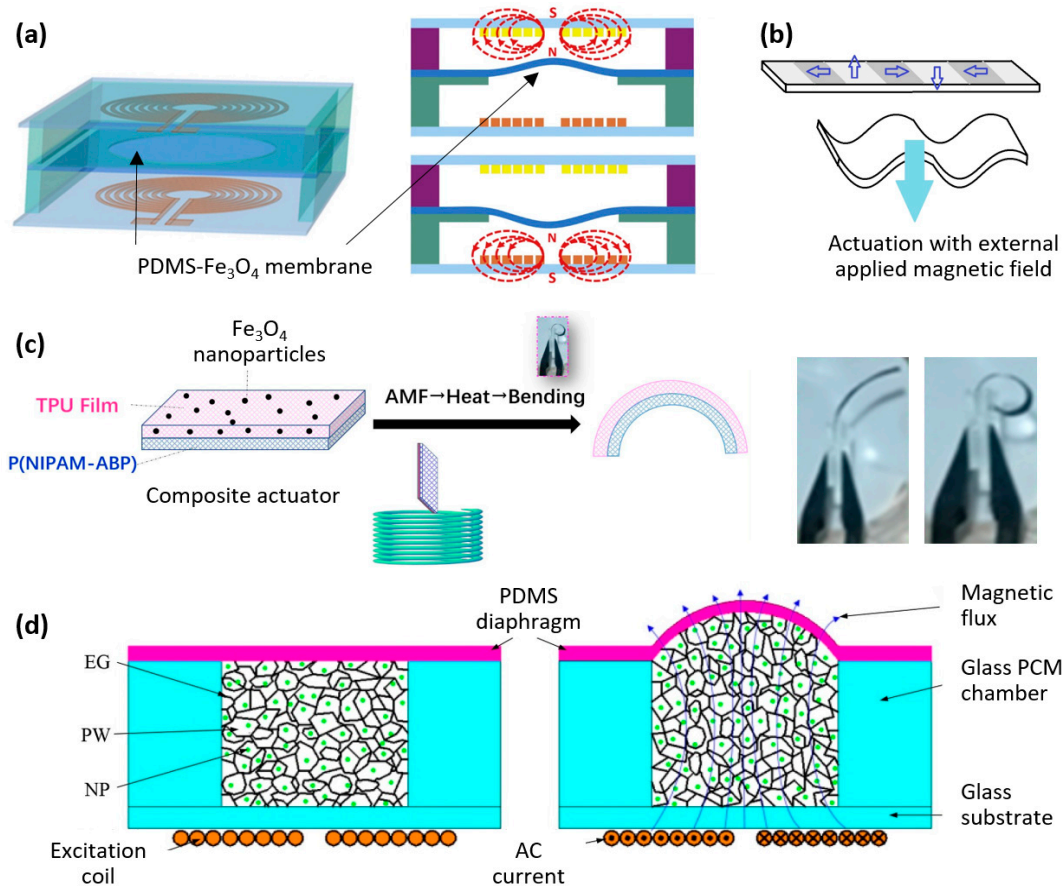 (a)
S
N
N
S
PDMS-Fe₃O₄ membrane
(b)
Actuation with external
applied magnetic field
(c)
Fe₃O₄
nanoparticles
TPU Film
P(NIPAM-ABP)
Composite actuator
AMF→Heat→Bending
(d)
PDMS
diaphragm
EG
PW
NP
Excitation
coil
AC
current
Magnetic
flux
Glass PCM
chamber
Glass
substrate